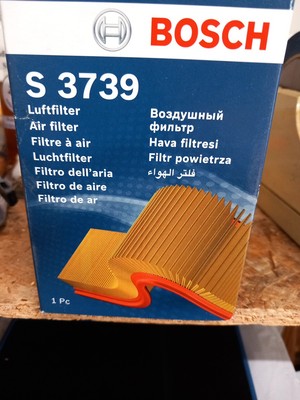 BOSCH
S 3739
Luftfilter
Air filter
Filtre à air
Luchtfilter
Filtro dell'aria
Filtro de aire
Filtro de ar
Воздушный
фильтр
Hava filtresi
Filtr powietrza
فلتر الهواء
1 Pc